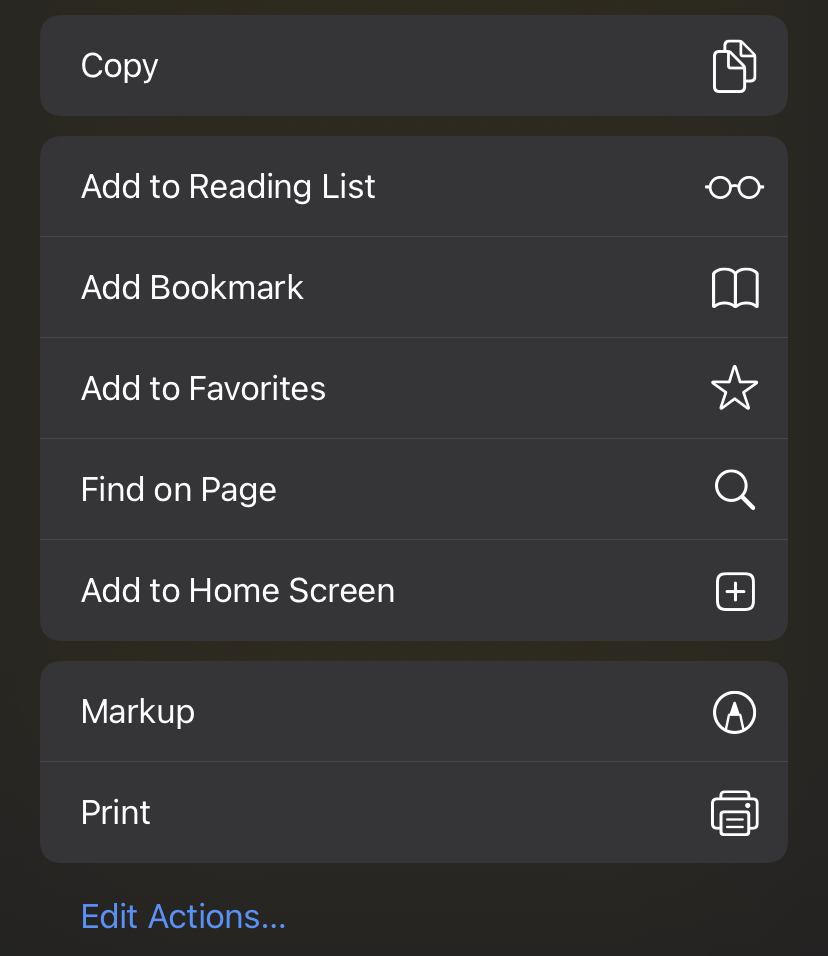 Copy
Add to Reading List
Add Bookmark
Add to Favorites
Find on Page
Add to Home Screen
Markup
Print
Edit Actions...